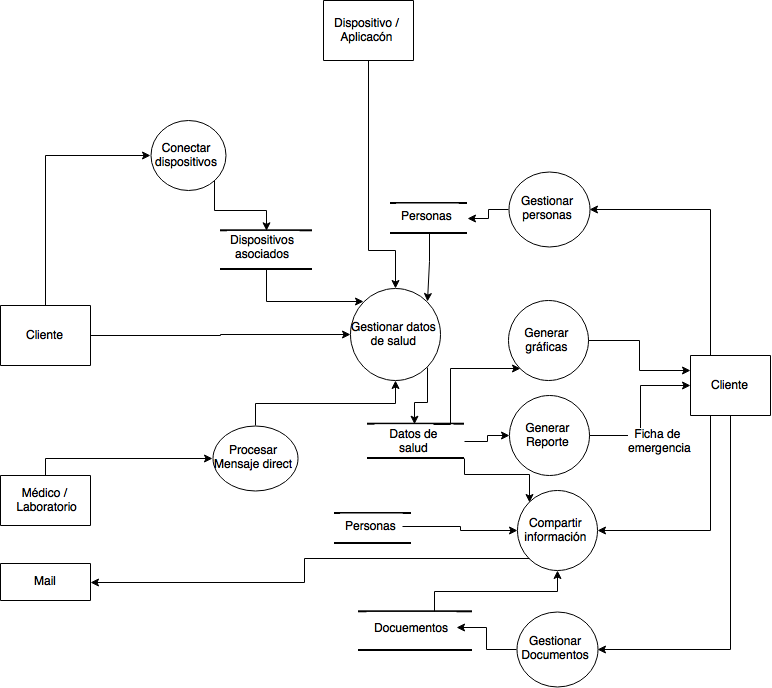 Dispositivo /
Aplicacón
Conectar
dispositivos
Gestionar
personas
Personas
Dispositivos
asociados
Cliente
Gestionar datos
de salud
Generar
gráficas
Cliente
Datos de
salud
Generar
Reporte
Ficha de
emergencia
Procesar
Mensaje direct
Médico /
Laboratorio
Personas
Compartir
información
Mail
Docuementos
Gestionar
Documentos